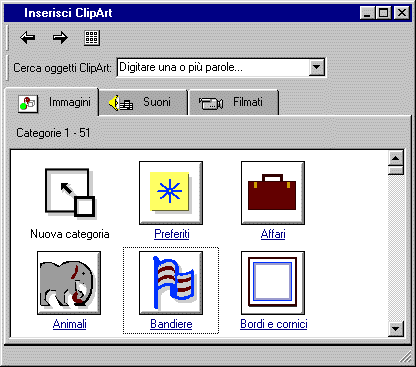 Inserisci ClipArt
Cerca oggetti ClipArt: Digitare una o più parole...
Immagini Suoni Filmati
Categorie 1 - 51
Nuova categoria Preferiti Affari
Animali Bandiere Bordi e cornici